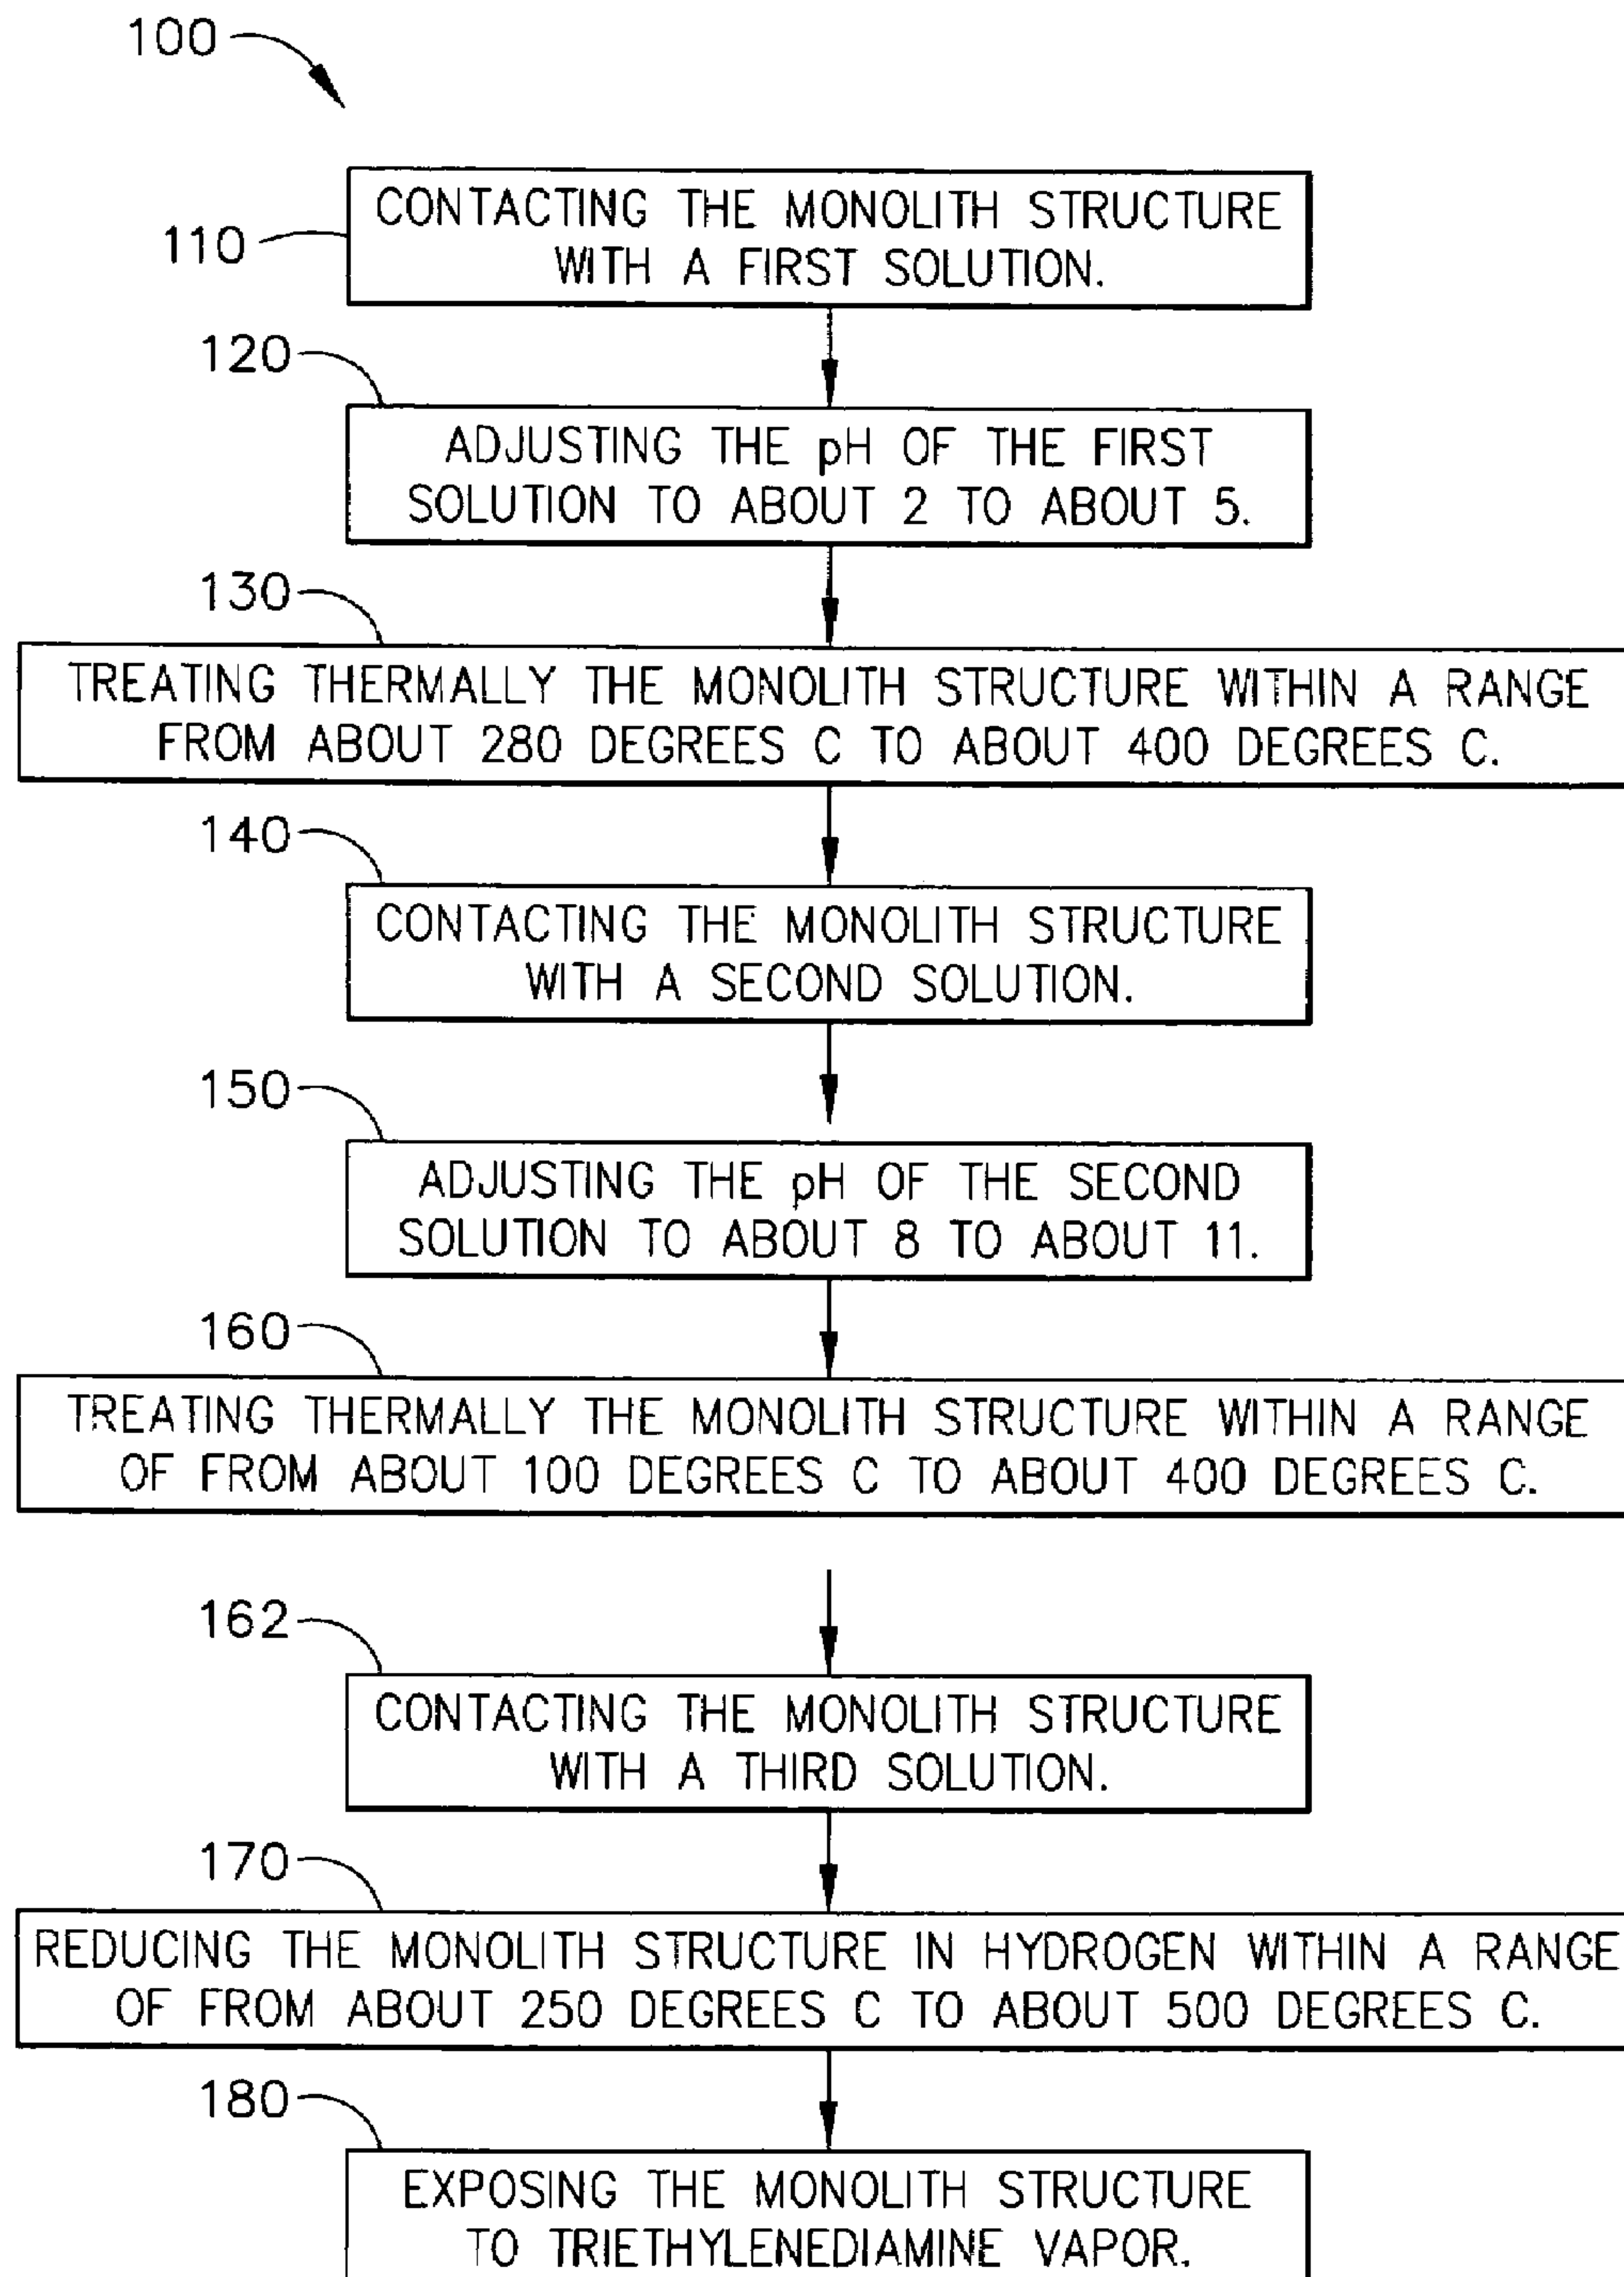 100
110
CONTACTING THE MONOLITH STRUCTURE
WITH A FIRST SOLUTION.
120
ADJUSTING THE pH OF THE FIRST
SOLUTION TO ABOUT 2 TO ABOUT 5.
130
TREATING THERMALLY THE MONOLITH STRUCTURE WITHIN A RANGE
FROM ABOUT 280 DEGREES C TO ABOUT 400 DEGREES C.
140
CONTACTING THE MONOLITH STRUCTURE
WITH A SECOND SOLUTION.
150
ADJUSTING THE pH OF THE SECOND
SOLUTION TO ABOUT 8 TO ABOUT 11.
160
TREATING THERMALLY THE MONOLITH STRUCTURE WITHIN A RANGE
OF FROM ABOUT 100 DEGREES C TO ABOUT 400 DEGREES C.
162
CONTACTING THE MONOLITH STRUCTURE
WITH A THIRD SOLUTION.
170
REDUCING THE MONOLITH STRUCTURE IN HYDROGEN WITHIN A RANGE
OF FROM ABOUT 250 DEGREES C TO ABOUT 500 DEGREES C.
180
EXPOSING THE MONOLITH STRUCTURE
TO TRIETHYLENEDIAMINE VAPOR.